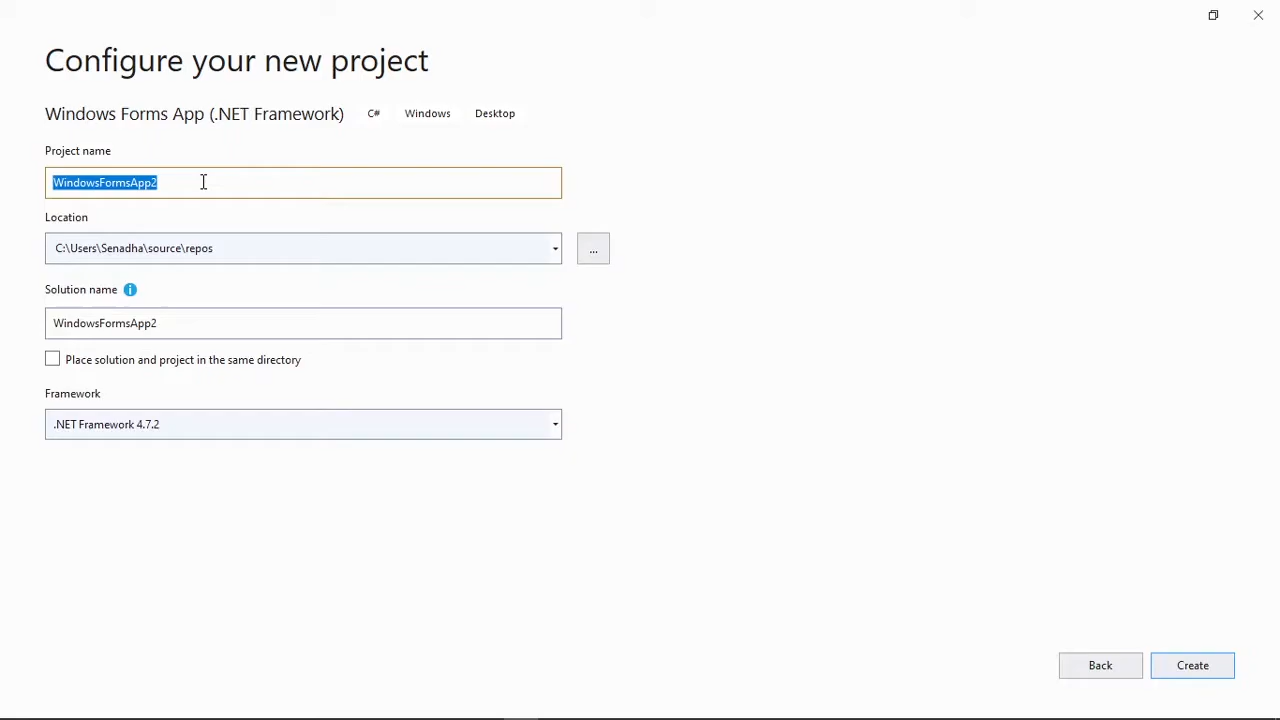 Configure your new project
Windows Forms App (.NET Framework) C# Windows Desktop
Project name
WindowsFormsApp2
Location
C:\Users\Senadha\source\repos
...
Solution name
WindowsFormsApp2
Place solution and project in the same directory
Framework
.NET Framework 4.7.2
Back Create